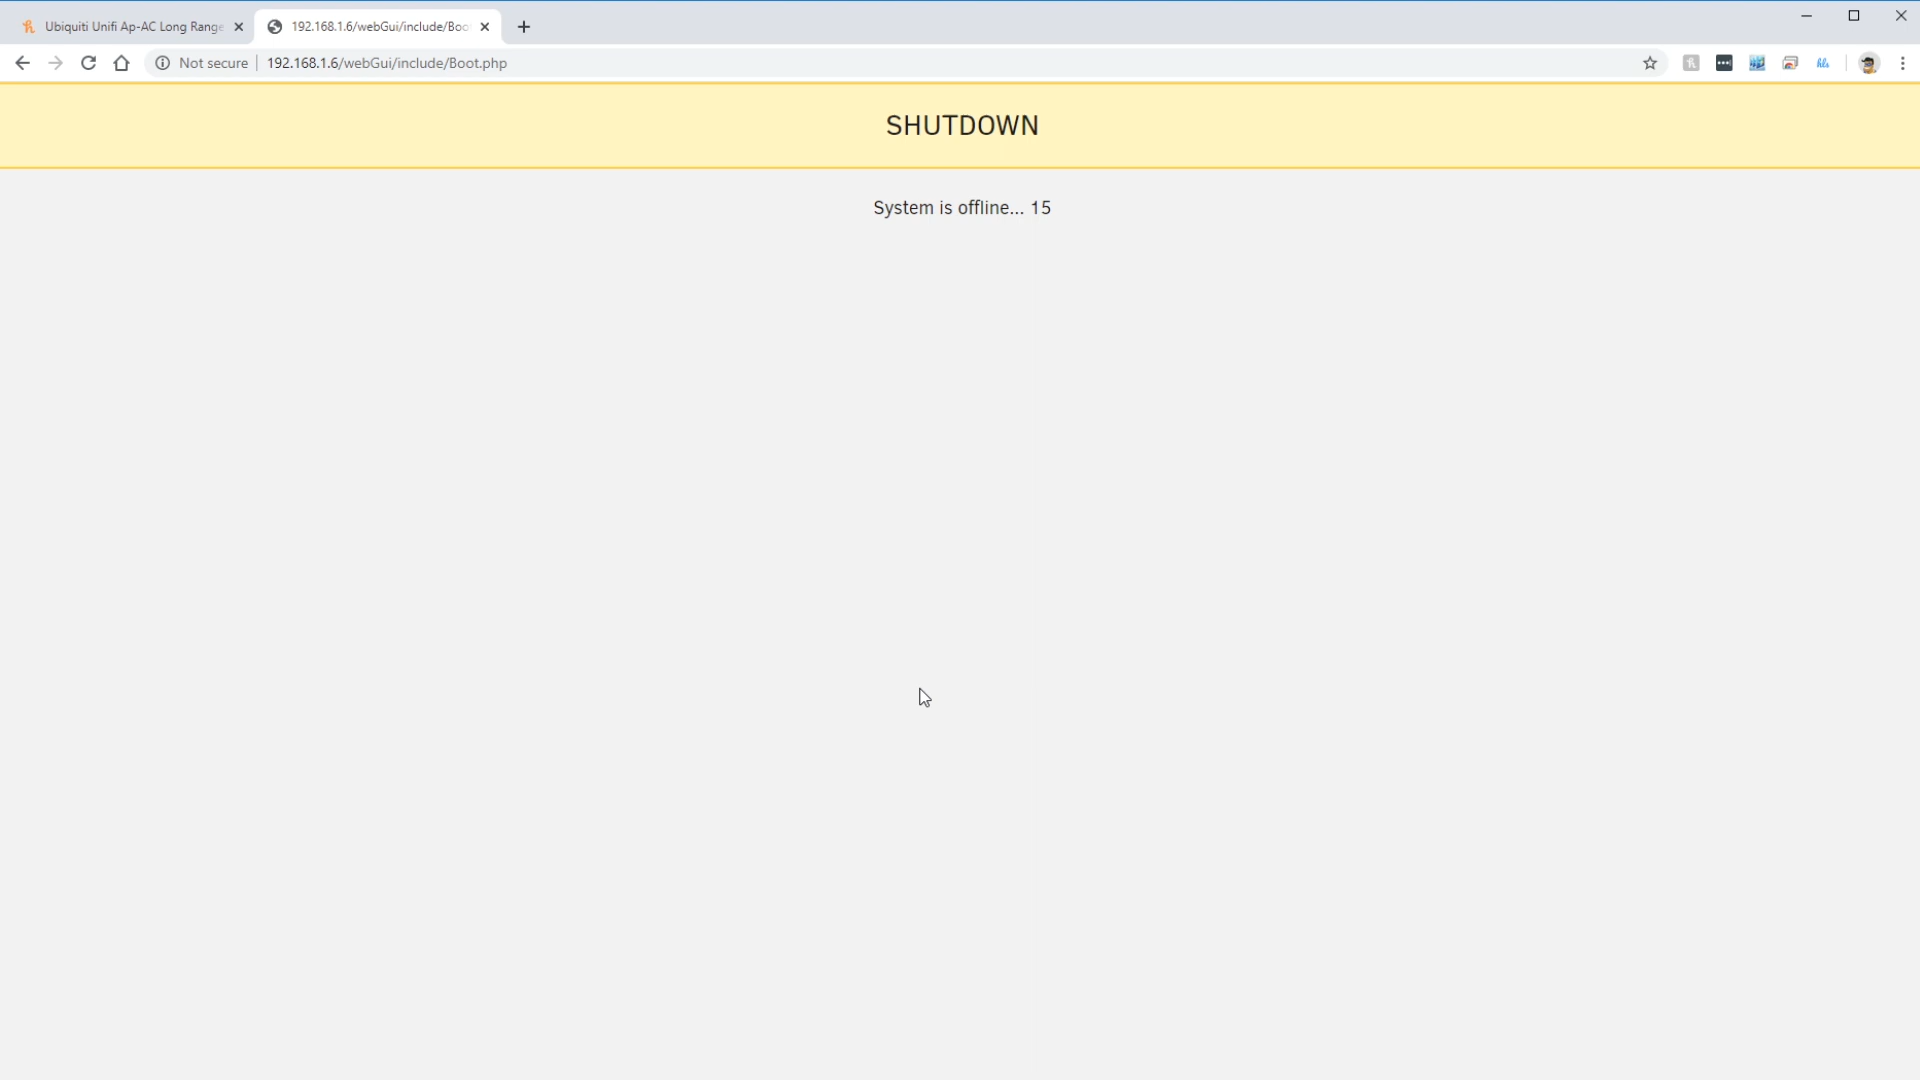 Ubiquiti Unifi Ap-AC Long Range
192.168.1.6/webGui/include/Boo
Not secure
192.168.1.6/webGui/include/Boot.php
hls
SHUTDOWN
System is offline... 15